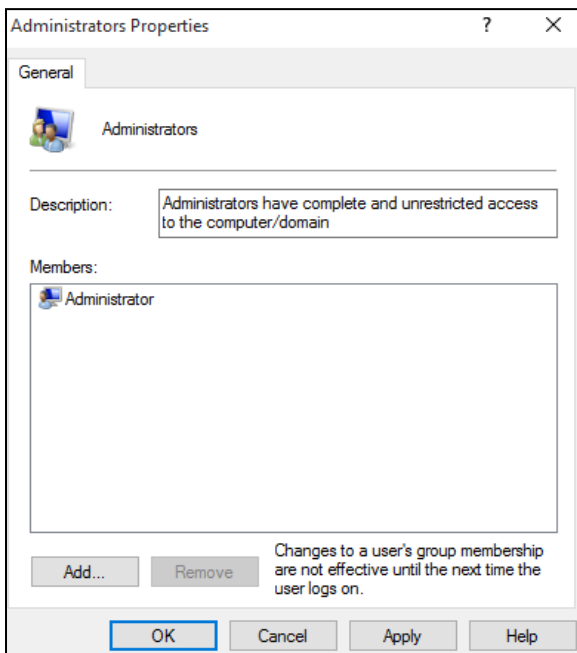 Administrators Properties
?
General
Administrators
Description:
Administrators have complete and unrestricted access
to the computer/domain
Members:
Administrator
Add...
Remove
Changes to a user's group membership
are not effective until the next time the
user logs on.
OK
Cancel
Apply
Help